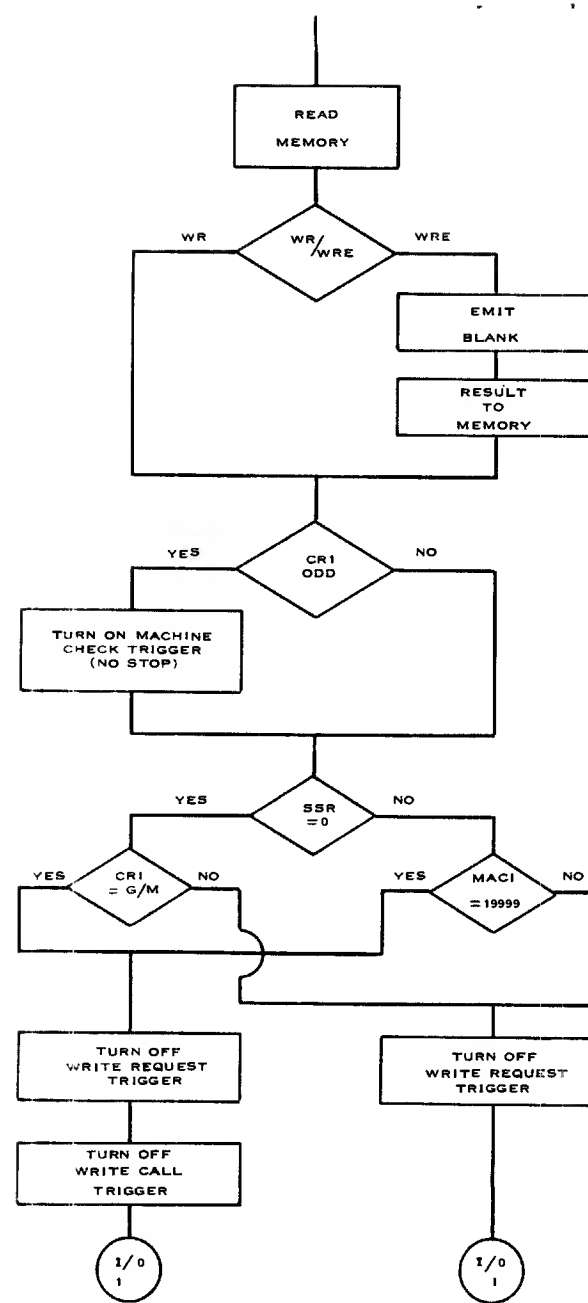 READ
MEMORY
WR
WR/WRE
WRE
EMIT
BLANK
RESULT
TO
MEMORY
YES
CR1
ODD
NO
TURN ON MACHINE
CHECK TRIGGER
(NO STOP)
YES
SSR
=0
NO
YES
CR1
= G/M
NO
YES
MAC1
=19999
NO
TURN OFF
WRITE REQUEST
TRIGGER
TURN OFF
WRITE REQUEST
TRIGGER
TURN OFF
WRITE CALL
TRIGGER
I/O
1
I/O
1